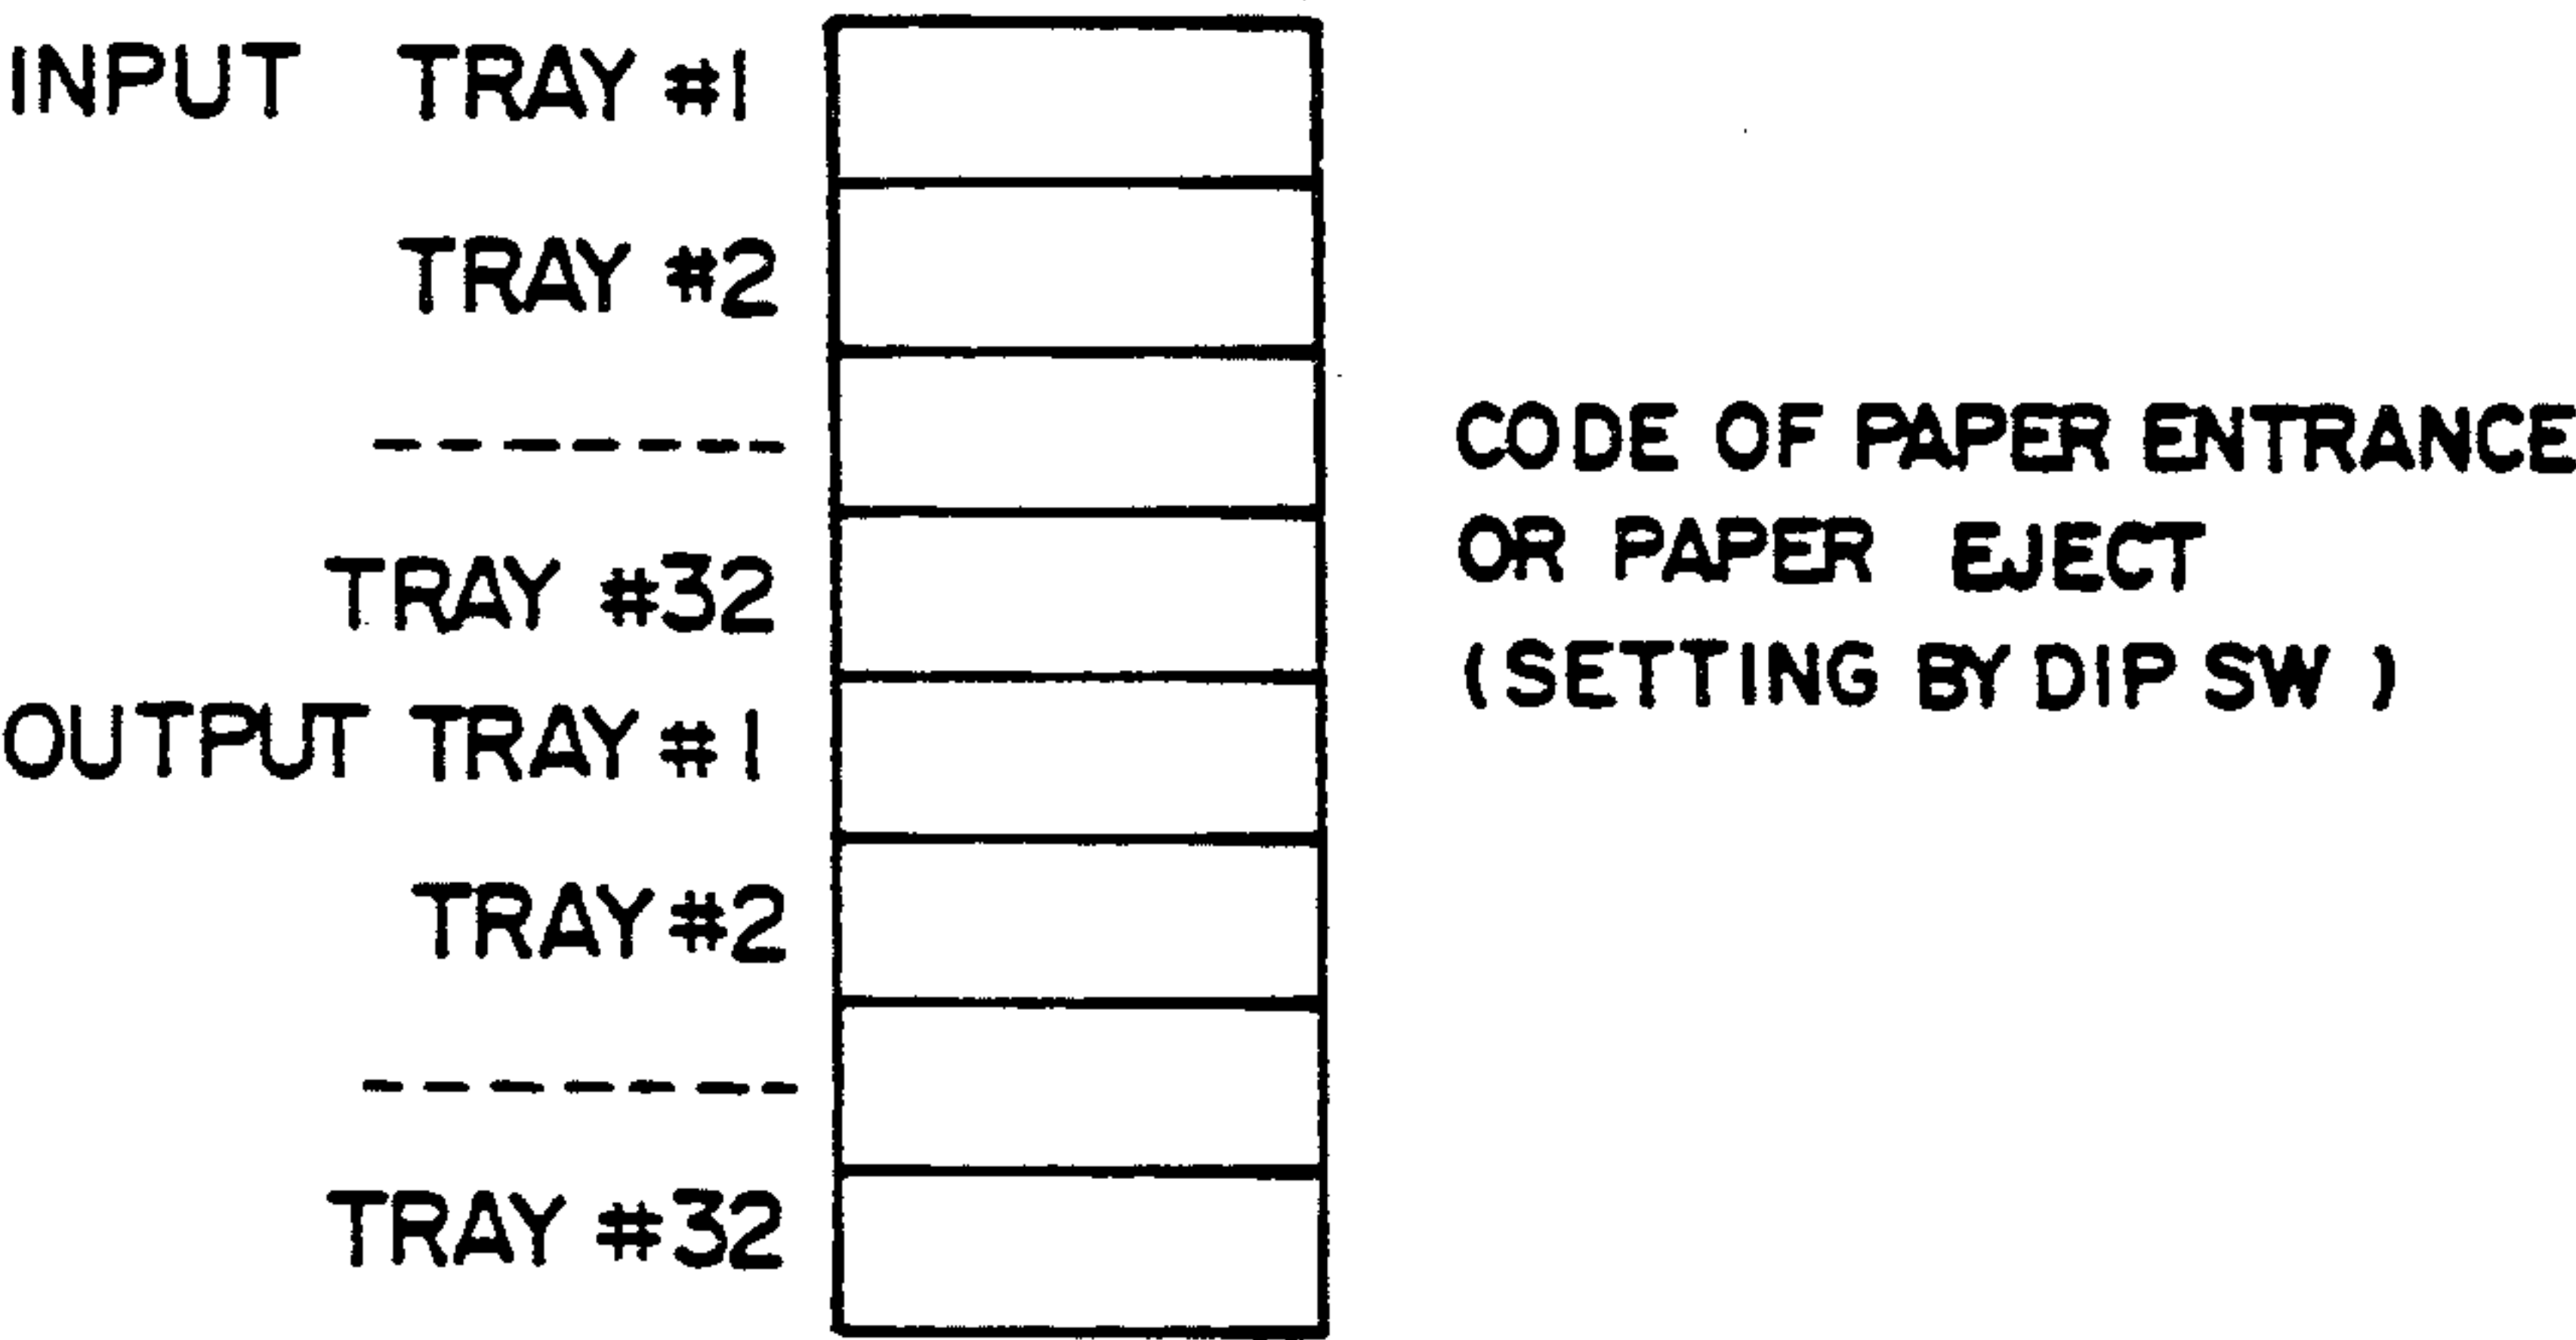 INPUT TRAY #1
TRAY #2
TRAY #32
OUTPUT TRAY #1
TRAY #2
TRAY #32
CODE OF PAPER ENTRANCE
OR PAPER EJECT
(SETTING BY DIP SW )